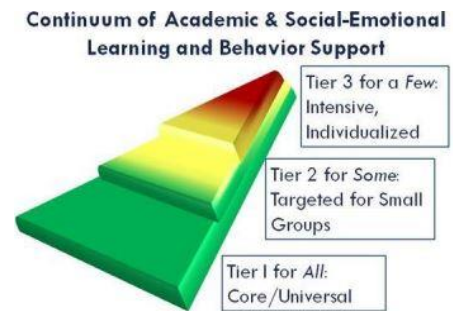 Continuum of Academic & Social-Emotional
Learning and Behavior Support
Tier 3 for a Few:
Intensive,
Individualized
Tier 2 for Some:
Targeted for Small
Groups
Tier I for All:
Core/Universal